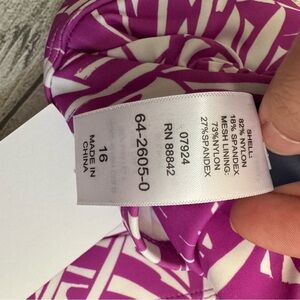 SHELL:
82% NYLON
18% SPANDEX
MESH LINING:
73%NYLON
27%SPANDEX
07924
RN 88842
64-2605-0
16
MADE IN
CHINA